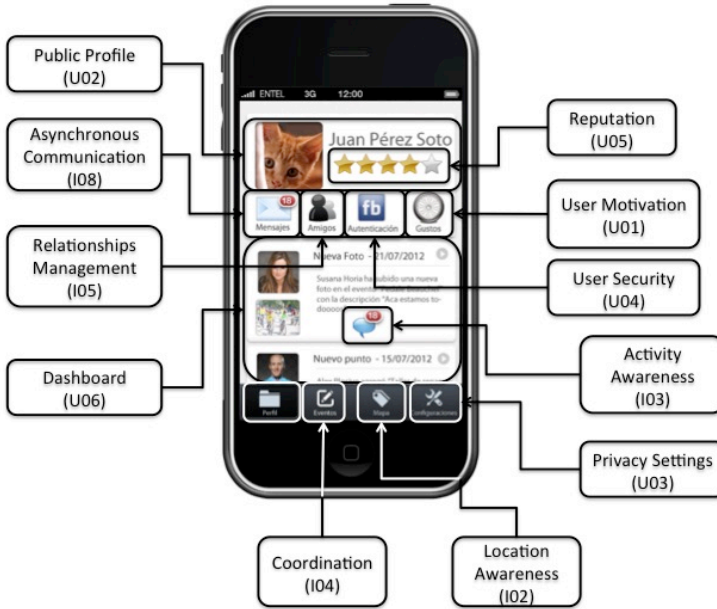 Public Profile
(U02)
Asynchronous
Communication
(I08)
Relationships
Management
(I05)
Dashboard
(U06)
ENTEL 3G 12:00
Juan Pérez Soto
18
Mensajes
Amigos
fb
Autenticación
Gustos
Nueva Foto - 21/07/2012
Susana Horia ha subido una nueva
foto en el evento
con la descripción "Aca estamos to-
18
Nuevo punto - 15/07/2012
Perfil
Eventos
Mapa
Configuraciones
Reputation
(U05)
User Motivation
(U01)
User Security
(U04)
Activity
Awareness
(I03)
Privacy Settings
(U03)
Coordination
(I04)
Location
Awareness
(I02)